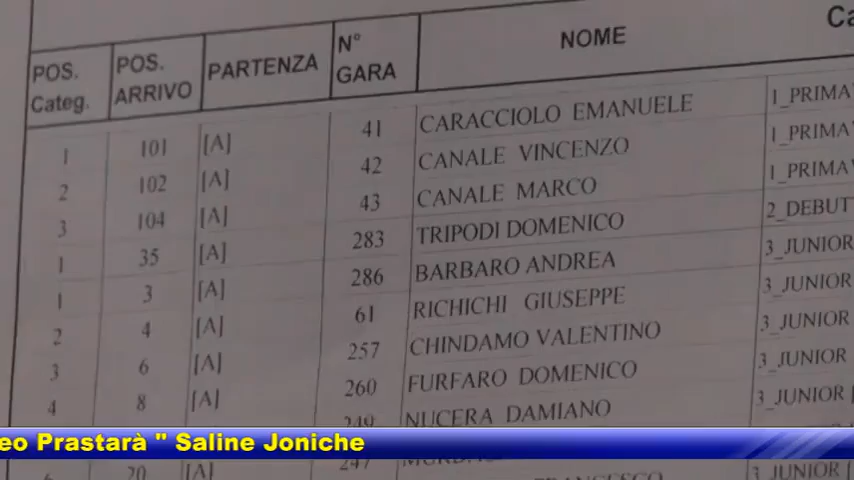 POS. Categ. POS. ARRIVO PARTENZA N° GARA NOME
1 101 [A] 41 CARACCIOLO EMANUELE 1_PRIMA
2 102 [A] 42 CANALE VINCENZO 1_PRIMA
3 104 [A] 43 CANALE MARCO 1_PRIMA
1 35 [A] 283 TRIPODI DOMENICO 2_DEBUTT
1 3 [A] 286 BARBARO ANDREA 3_JUNIOR
2 4 [A] 61 RICHICHI GIUSEPPE 3_JUNIOR
3 6 [A] 257 CHINDAMO VALENTINO 3_JUNIOR
4 8 [A] 260 FURFARO DOMENICO 3_JUNIOR
249 NUCERA DAMIANO 3_JUNIOR
eo Prastarà " Saline Joniche
20 [A] 247 3_JUNIOR